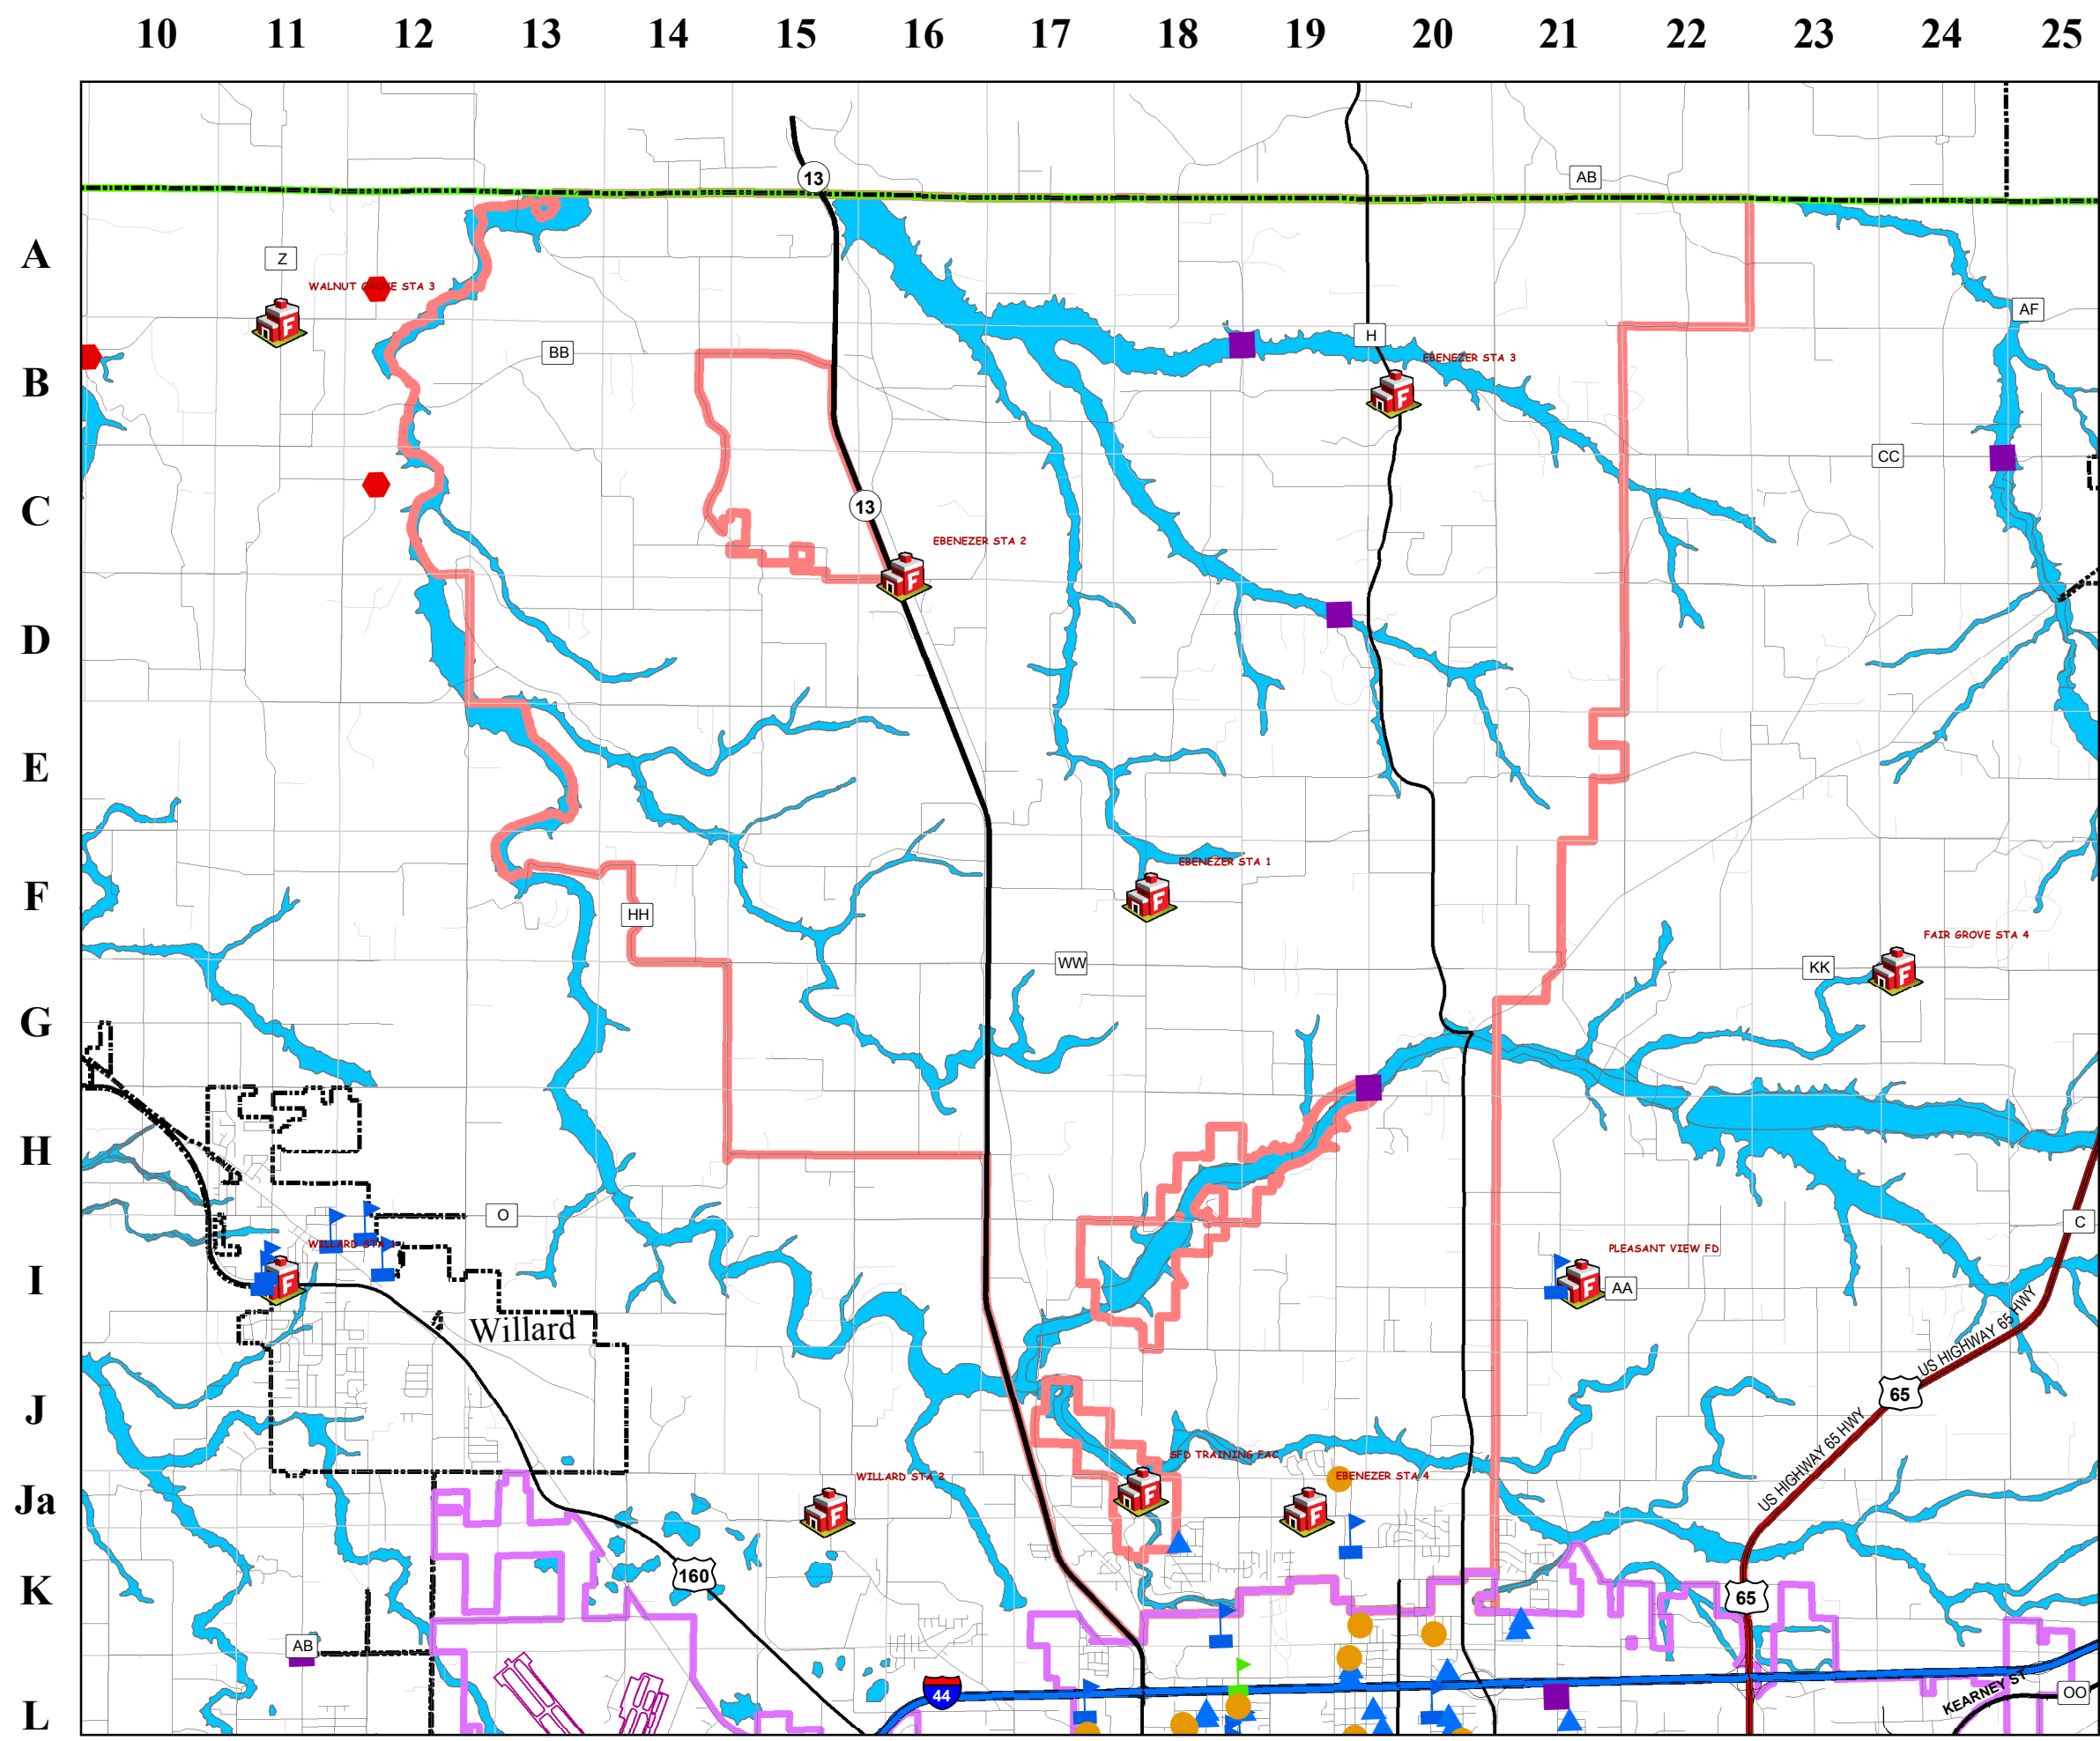 10 11 12 13 14 15 16 17 18 19 20 21 22 23 24 25
13
AB
A
Z
WALNUT GROVE STA 3
AF
BB
H
EBENEZER STA 3
B
CC
C
13
EBENEZER STA 2
D
E
EBENEZER STA 1
F
HH
FAIR GROVE STA 4
WW
KK
G
H
O
C
WILLARD STA
PLEASANT VIEW FD
I
AA
Willard
US HIGHWAY 65 HWY
65
J
US HIGHWAY 65 HWY
SFD TRAINING FAC
WILLARD STA 2
EBENEZER STA 4
Ja
160
K
65
AB
44
KEARNEY ST
OO
L